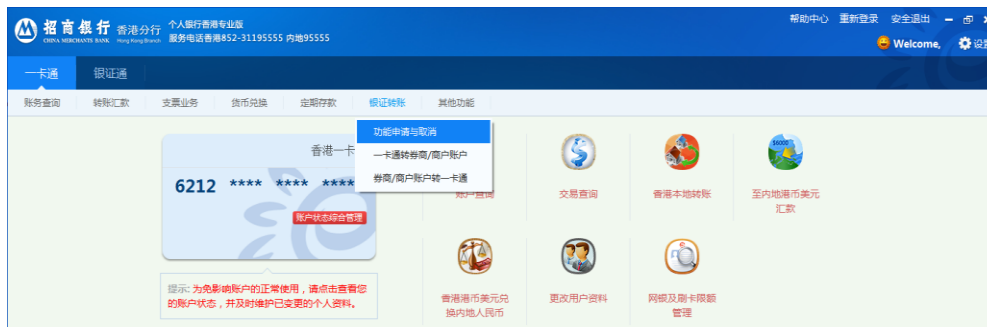 招商银行 香港分行 个人银行香港专业版
CHINA MERCHANTS BANK Hong Kong Branch 服务电话香港852-31195555 内地95555
帮助中心 重新登录 安全退出
Welcome, 设置
一卡通 银证通
账务查询 转账汇款 支票业务 货币兑换 定期存款 银证转账 其他功能
功能申请与取消
一卡通转券商/商户账户
券商/商户账户转一卡通
香港一卡
6212 **** **** ****
账户状态综合管理
提示:为免影响账户的正常使用，请点击查看您
的账户状态，并及时维护已变更的个人资料。
账户查询
交易查询
香港本地转账
$6000
至内地港币美元
汇款
香港港币美元兑
换内地人民币
更改用户资料
网银及刷卡限额
管理